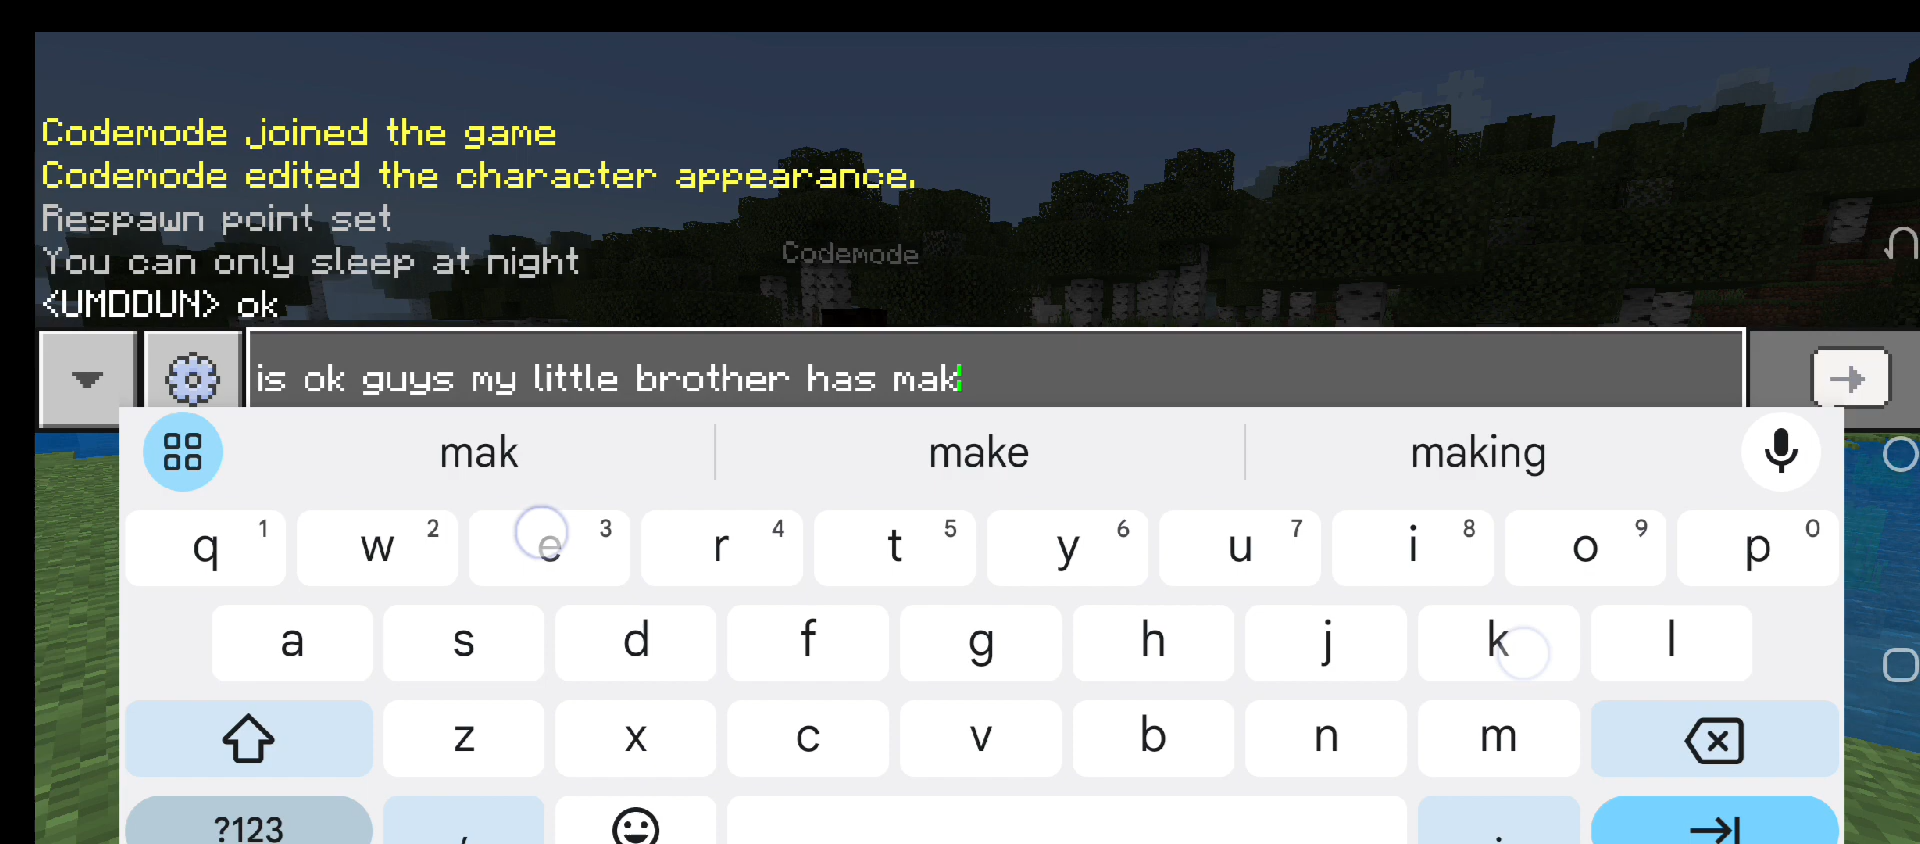 Codemode joined the game
Codemode edited the character appearance.
Respawn point set
You can only sleep at night
Codemode
<UMDDUN> ok
is ok guys my little brother has mak
mak make making
q 1 w 2 e 3 r 4 t 5 y 6 u 7 i 8 o 9 p 0
a s d f g h j k l
z x c v b n m
?123 , .